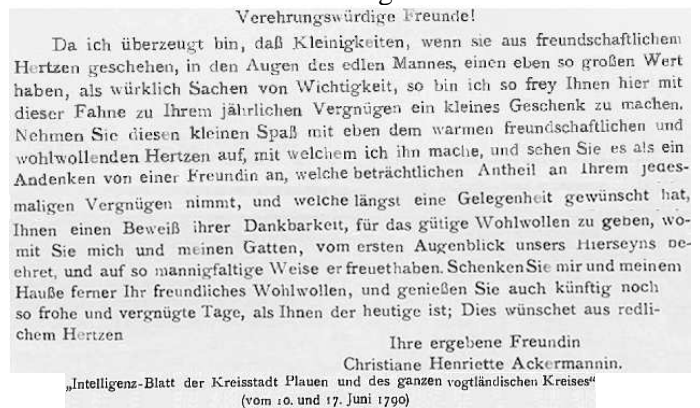 Verehrungswürdige Freunde!
Da ich überzeugt bin, daß Kleinigkeiten, wenn sie aus freundschaftlichem
Hertzen geschehen, in den Augen des edlen Mannes, einen eben so großen Wert
haben, als würklich Sachen von Wichtigkeit, so bin ich so frey Ihnen hier mit
dieser Fahne zu Ihrem jährlichen Vergnügen ein kleines Geschenk zu machen.
Nehmen Sie diesen kleinen Spaß mit eben dem warmen freundschaftlichen und
wohlwollenden Hertzen auf, mit welchem ich ihn mache, und sehen Sie es als ein
Andenken von einer Freundin an, welche beträchtlichen Antheil an Ihrem jedes-
maligen Vergnügen nimmt, und welche längst eine Gelegenheit gewünscht hat,
Ihnen einen Beweiß ihrer Dankbarkeit, für das gütige Wohlwollen zu geben, wo-
mit Sie mich und meinen Gatten, vom ersten Augenblick unsers Hierseyns be-
ehret, und auf so mannigfaltige Weise erfreuet haben. Schenken Sie mir und meinem
Hauße ferner Ihr freundliches Wohlwollen, und genießen Sie auch künftig noch
so frohe und vergnügte Tage, als Ihnen der heutige ist; Dies wünschet aus redli-
chem Hertzen
Ihre ergebene Freundin
Christiane Henriette Ackermannin.
„Intelligenz-Blatt der Kreisstadt Plauen und des ganzen vogtländischen Kreises“
(vom 10. und 17. Juni 1790)